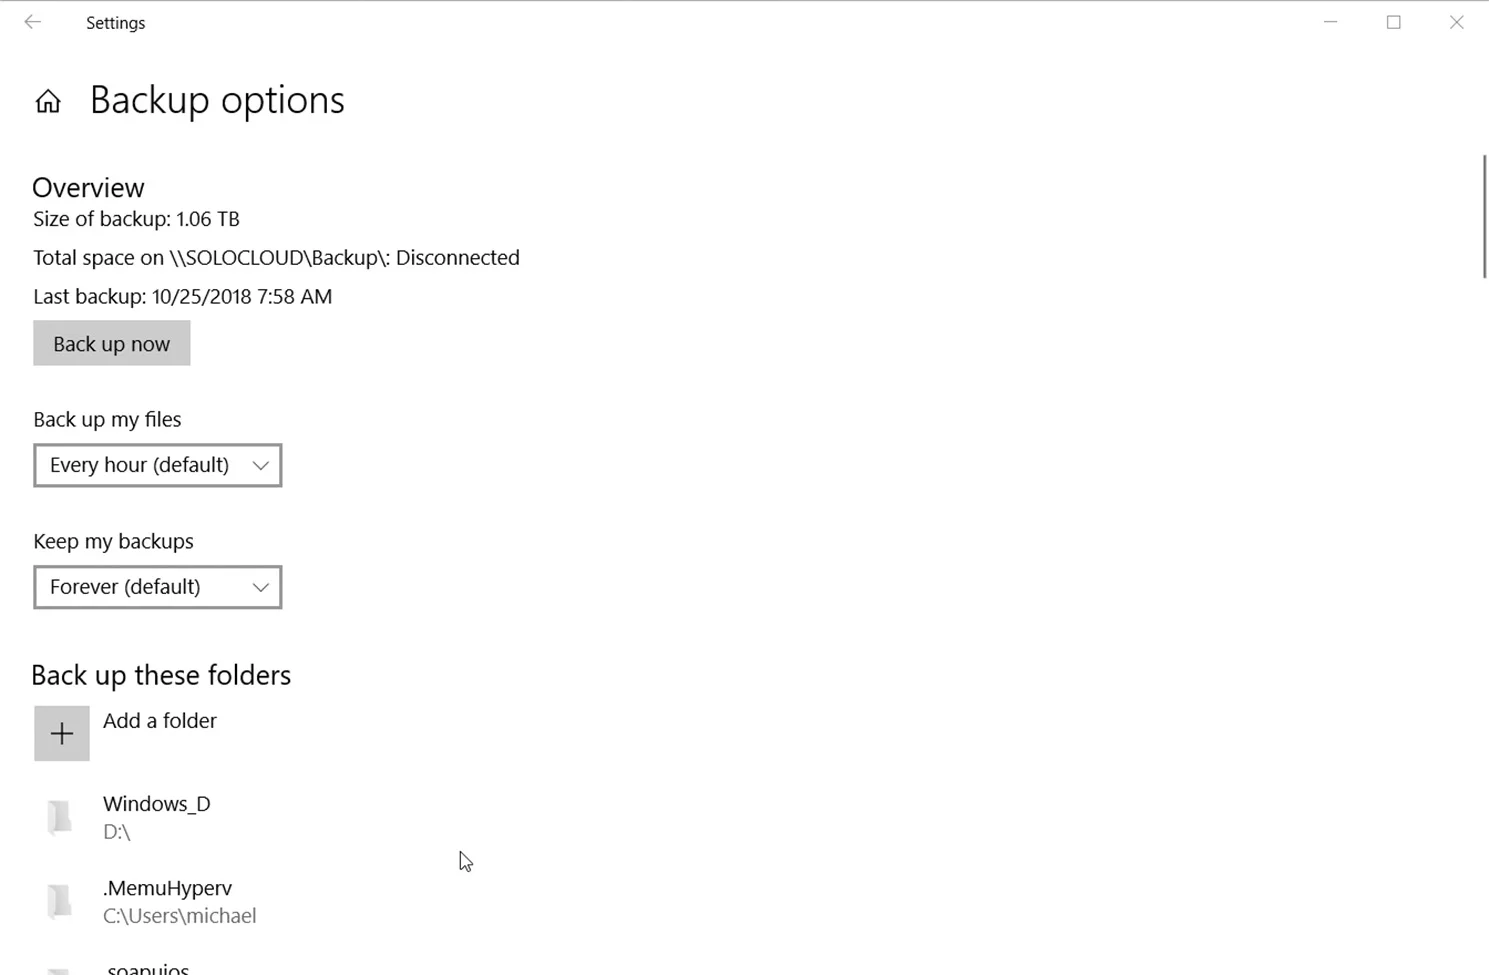 Settings
Backup options
Overview
Size of backup: 1.06 TB
Total space on \\SOLOCLOUD\Backup\: Disconnected
Last backup: 10/25/2018 7:58 AM
Back up now
Back up my files
Every hour (default)
Keep my backups
Forever (default)
Back up these folders
Add a folder
Windows_D
D:\
.MemuHyperv
C:\Users\michael
.soapuios